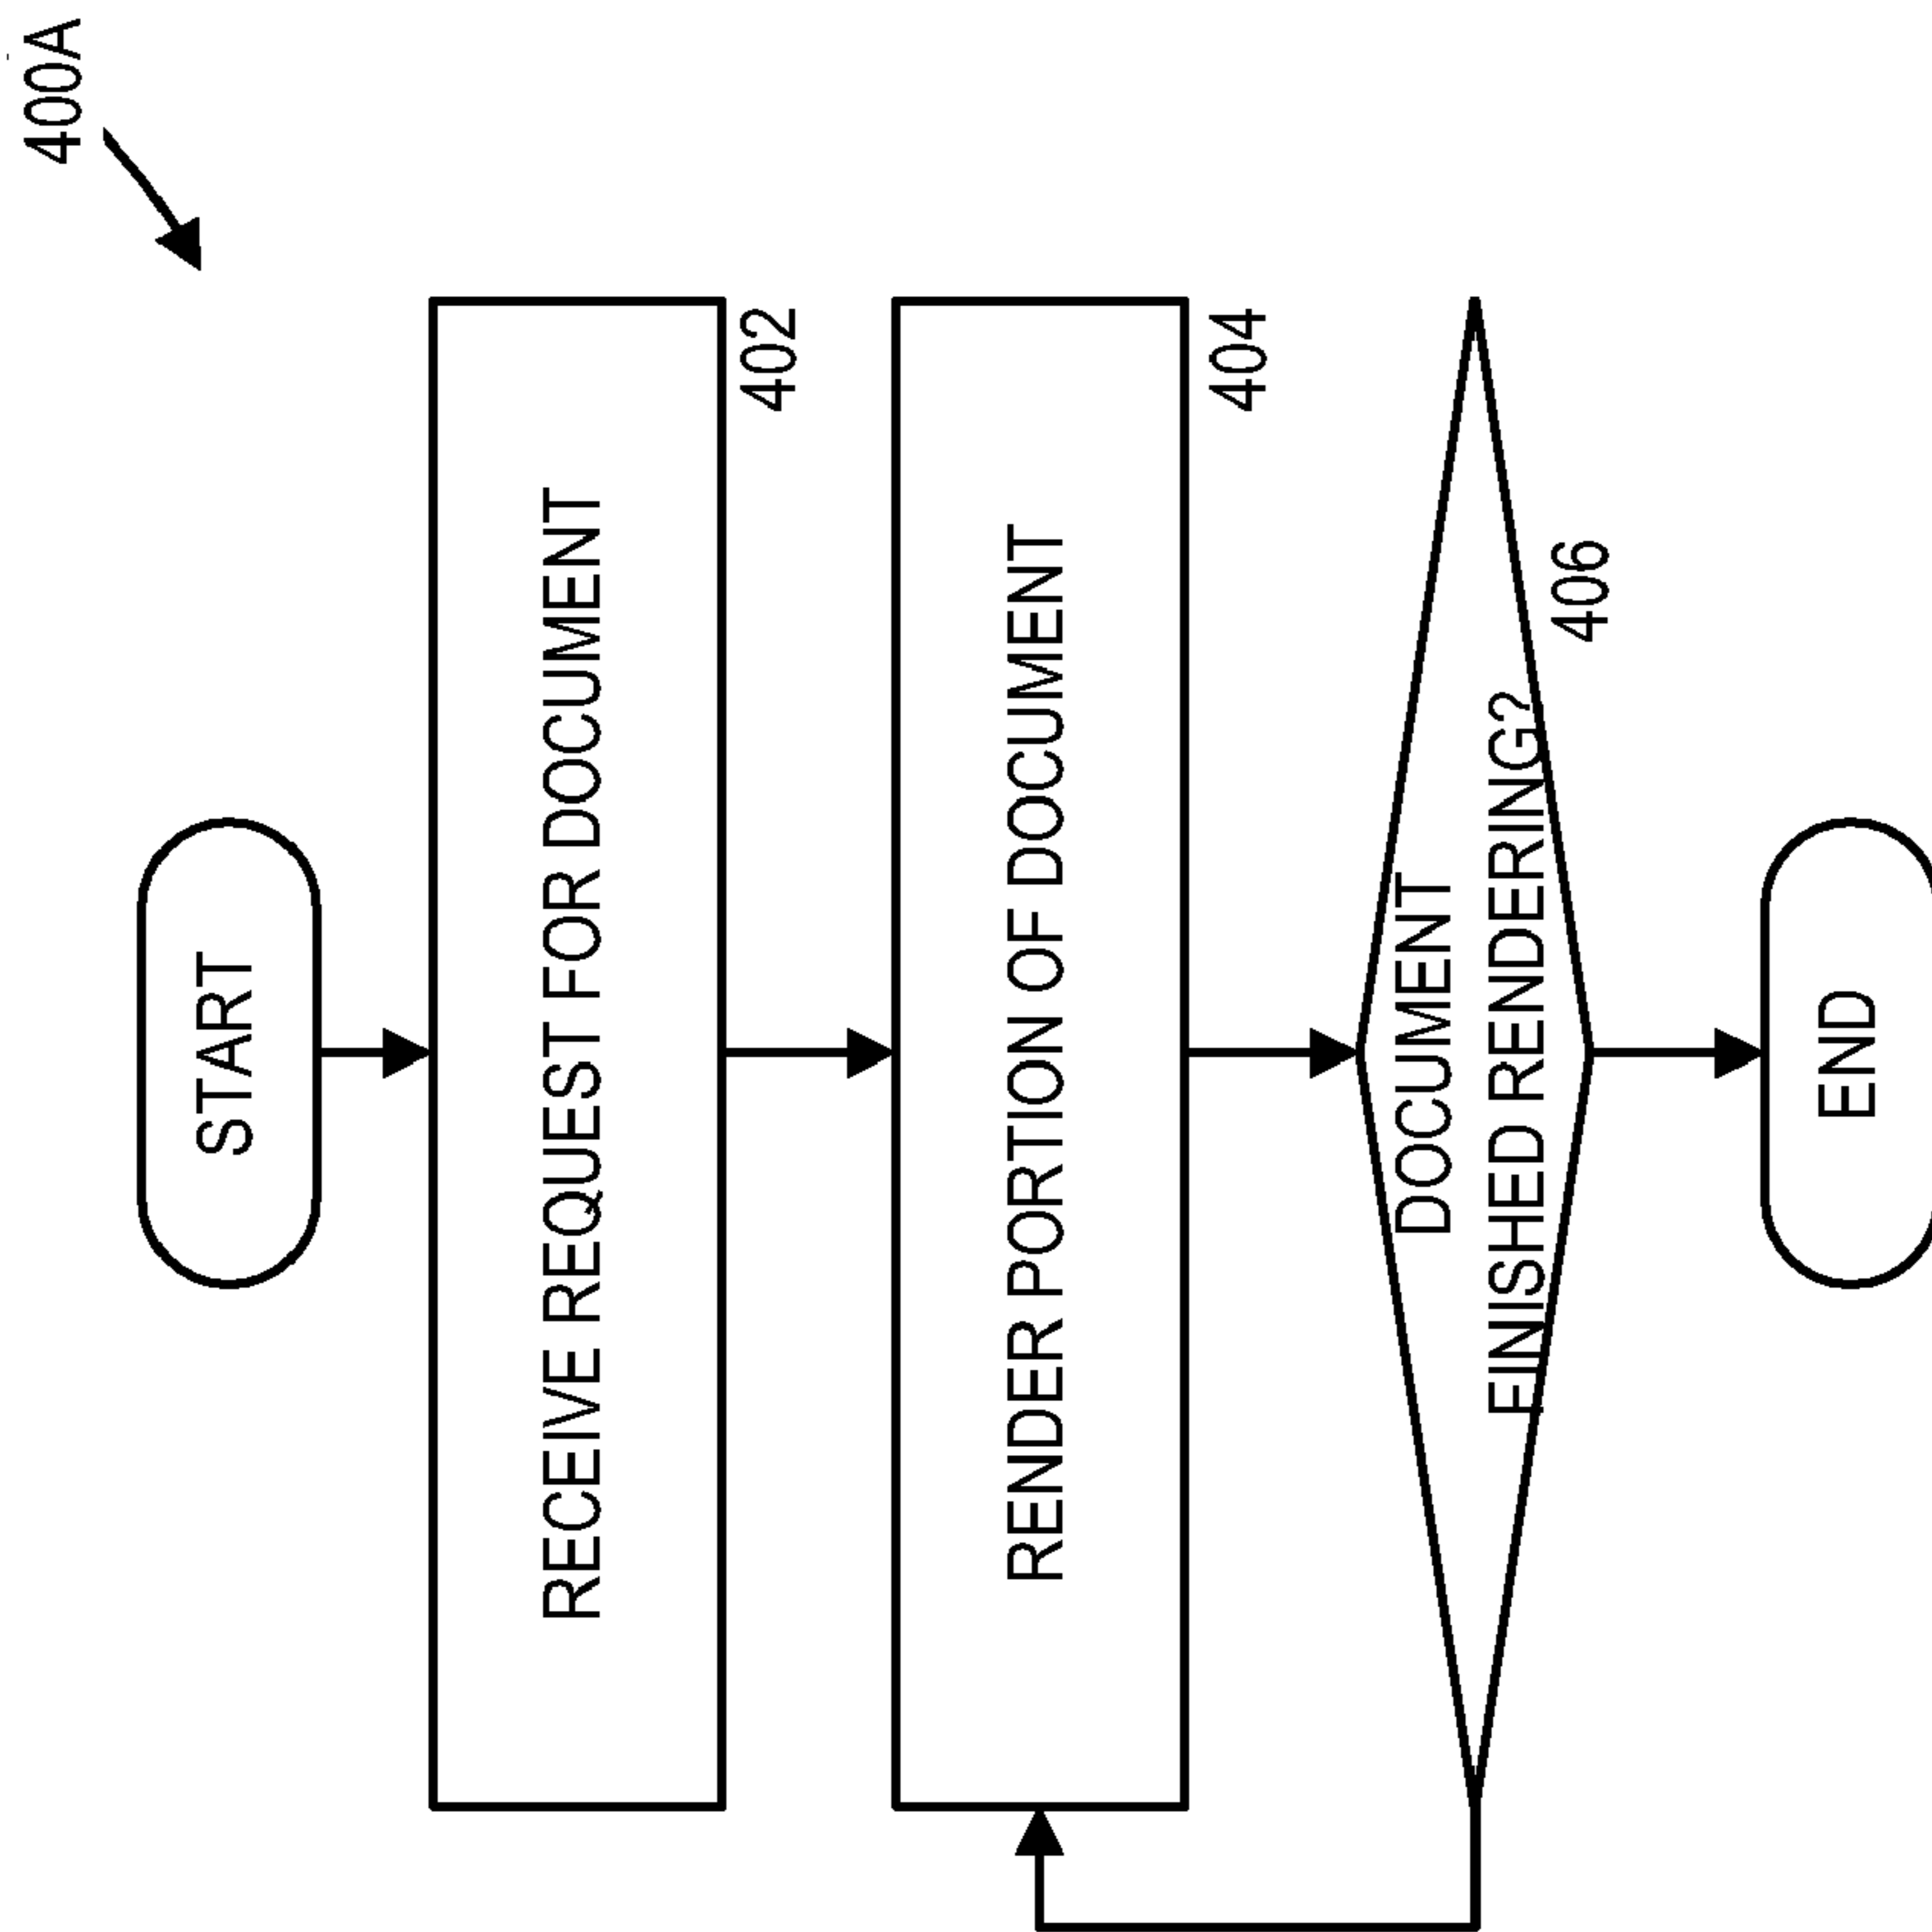 400A
START
RECEIVE REQUEST FOR DOCUMENT
402
RENDER PORTION OF DOCUMENT
404
DOCUMENT
FINISHED RENDERING?
406
END